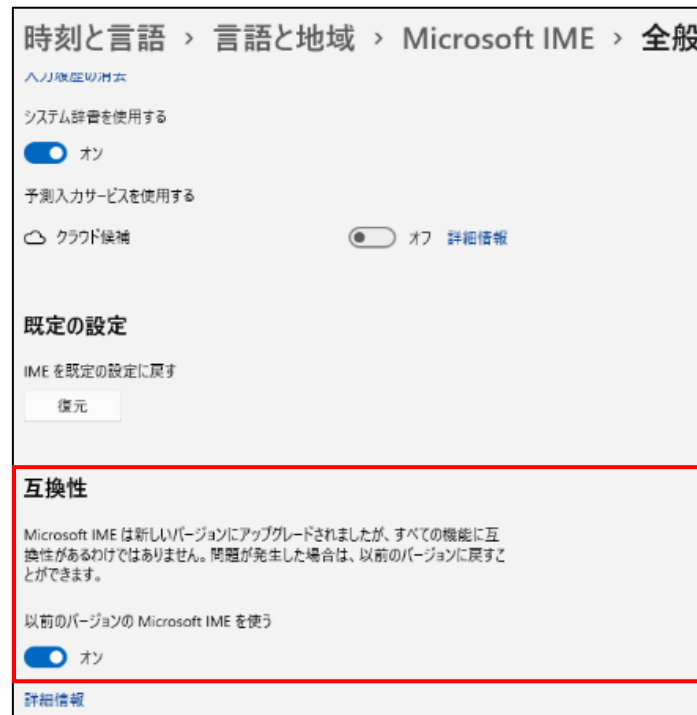 時刻と言語 › 言語と地域 › Microsoft IME › 全般
入力履歴の消去
システム辞書を使用する
オン
予測入力サービスを使用する
クラウド候補 オフ 詳細情報
既定の設定
IME を既定の設定に戻す
復元
互換性
Microsoft IME は新しいバージョンにアップグレードされましたが、すべての機能に互
換性があるわけではありません。問題が発生した場合は、以前のバージョンに戻すこ
とができます。
以前のバージョンの Microsoft IME を使う
オン
詳細情報